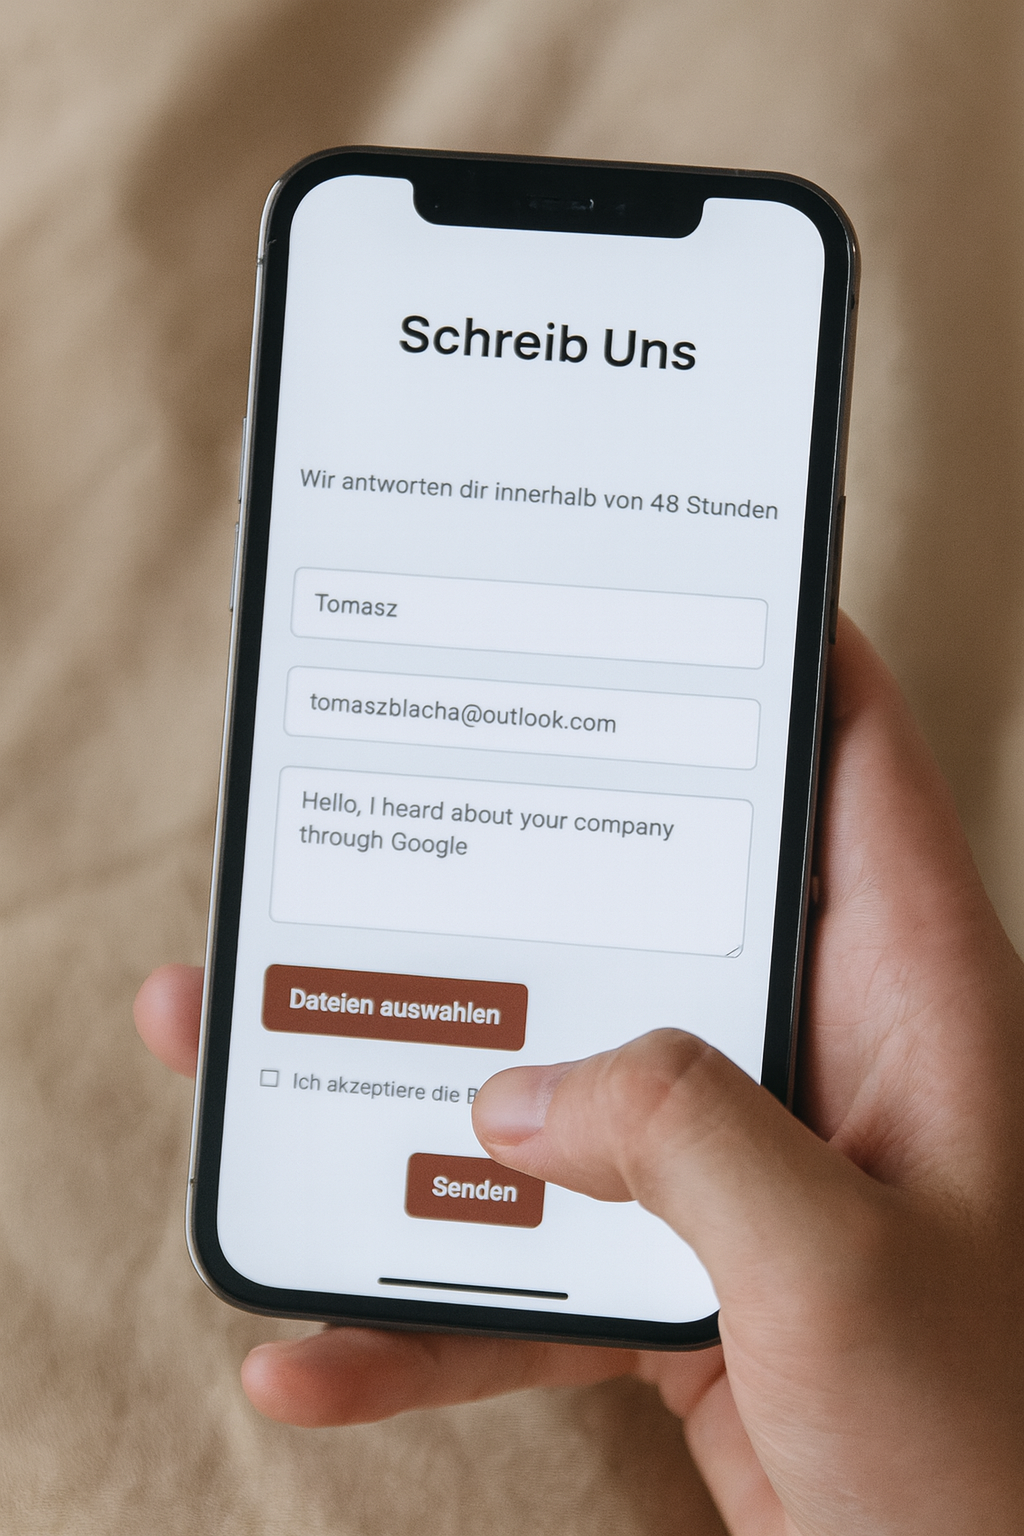 Schreib Uns
Wir antworten dir innerhalb von 48 Stunden
Tomasz
tomaszblacha@outlook.com
Hello, I heard about your company
through Google
Dateien auswahlen
Ich akzeptiere die
Senden